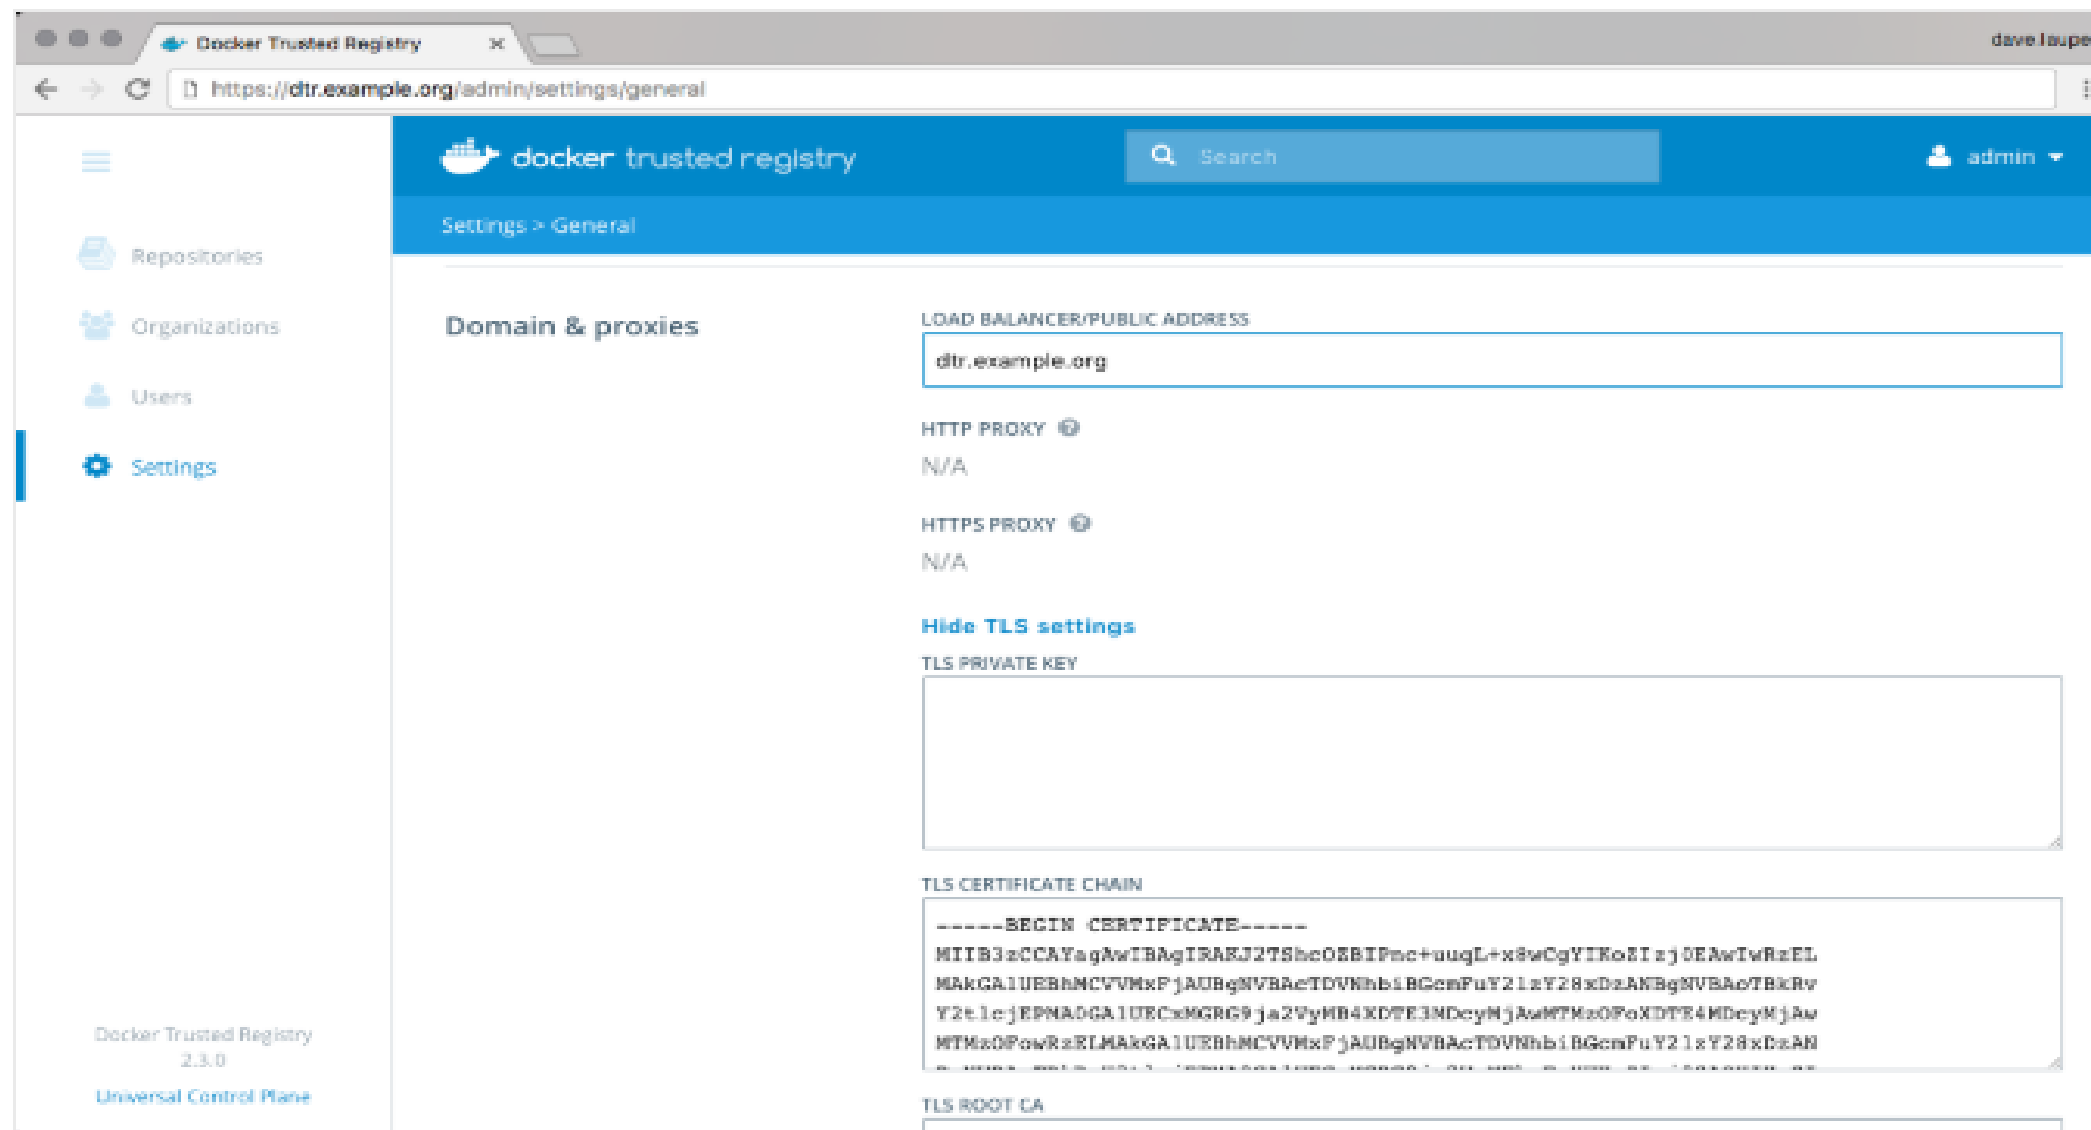 Docker Trusted Registry
dave.laupe
https://dtr.example.org/admin/settings/general
docker trusted registry
Search
admin
Settings > General
Repositories
Organizations
Users
Settings
Domain & proxies
LOAD BALANCER/PUBLIC ADDRESS
dtr.example.org
HTTP PROXY
N/A
HTTPS PROXY
N/A
Hide TLS settings
TLS PRIVATE KEY
TLS CERTIFICATE CHAIN
-----BEGIN CERTIFICATE-----
TLS ROOT CA
Docker Trusted Registry
2.3.0
Universal Control Plane